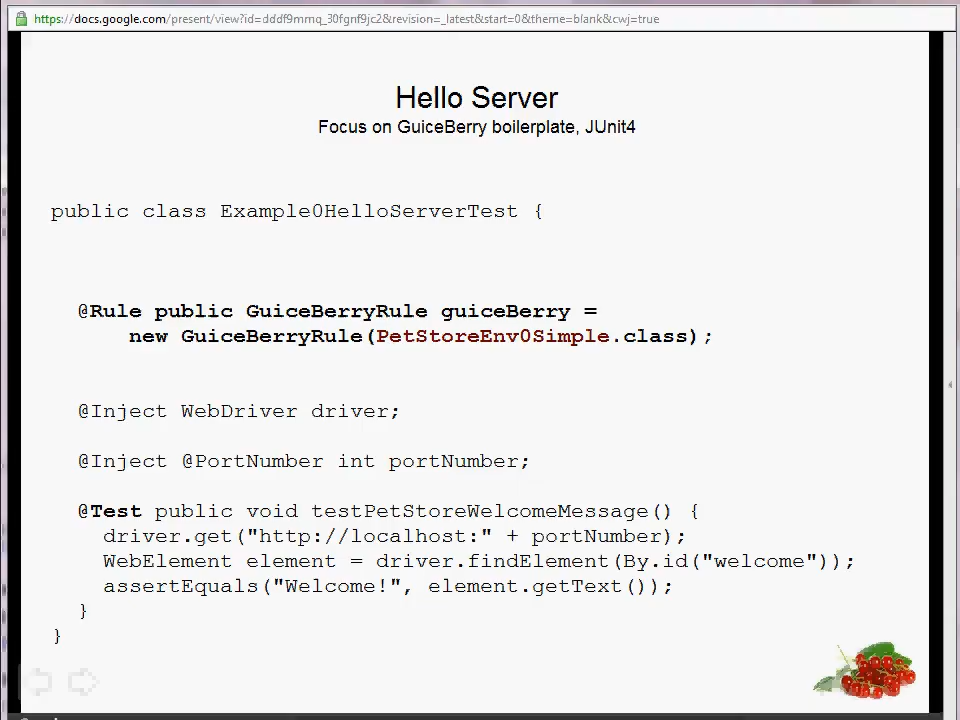 https://docs.google.com/present/view?id=dddf9mmq_30fgnf9jc2&revision=_latest&start=0&theme=blank&cwj=true
Hello Server
Focus on GuiceBerry boilerplate, JUnit4
public class Example0HelloServerTest {
@Rule public GuiceBerryRule guiceBerry =
new GuiceBerryRule(PetStoreEnv0Simple.class);
@Inject WebDriver driver;
@Inject @PortNumber int portNumber;
@Test public void testPetStoreWelcomeMessage() {
driver.get("http://localhost:" + portNumber);
WebElement element = driver.findElement(By.id("welcome"));
assertEquals("Welcome!", element.getText());
}
}